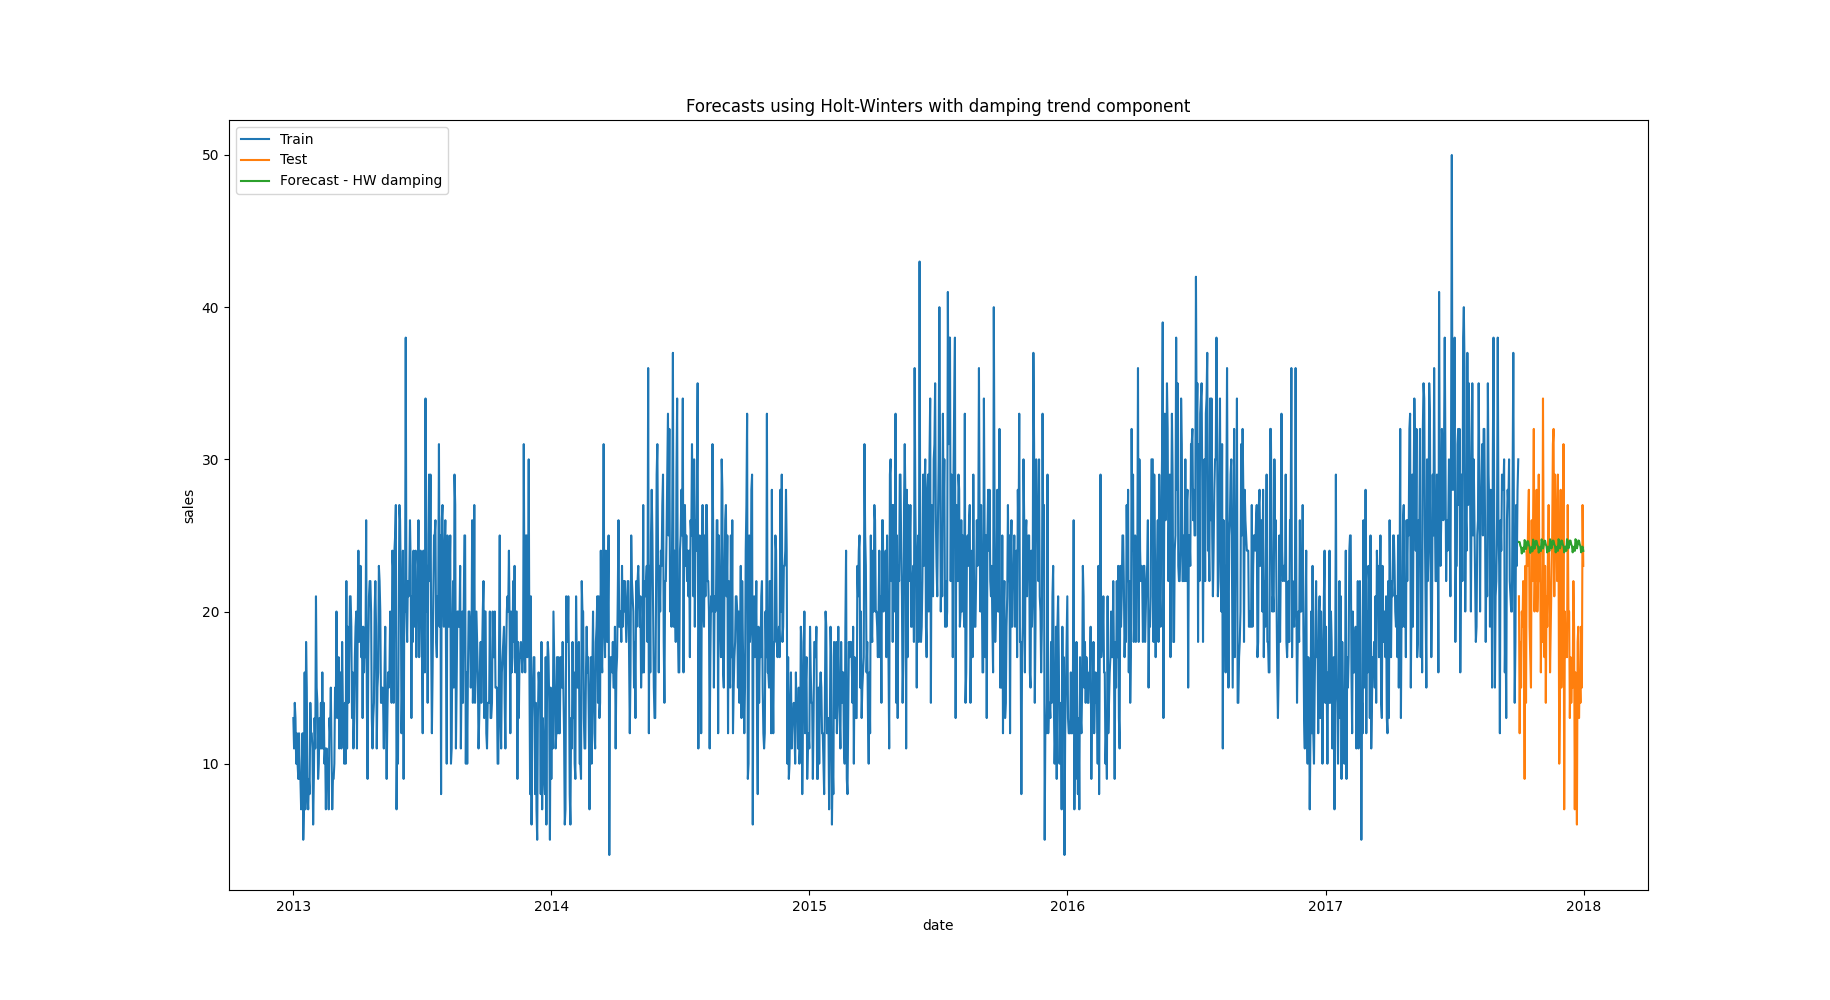 Forecasts using Holt-Winters with damping trend component
Train
Test
Forecast - HW damping
50
40
30
20
10
sales
2013 2014 2015 2016 2017 2018
date